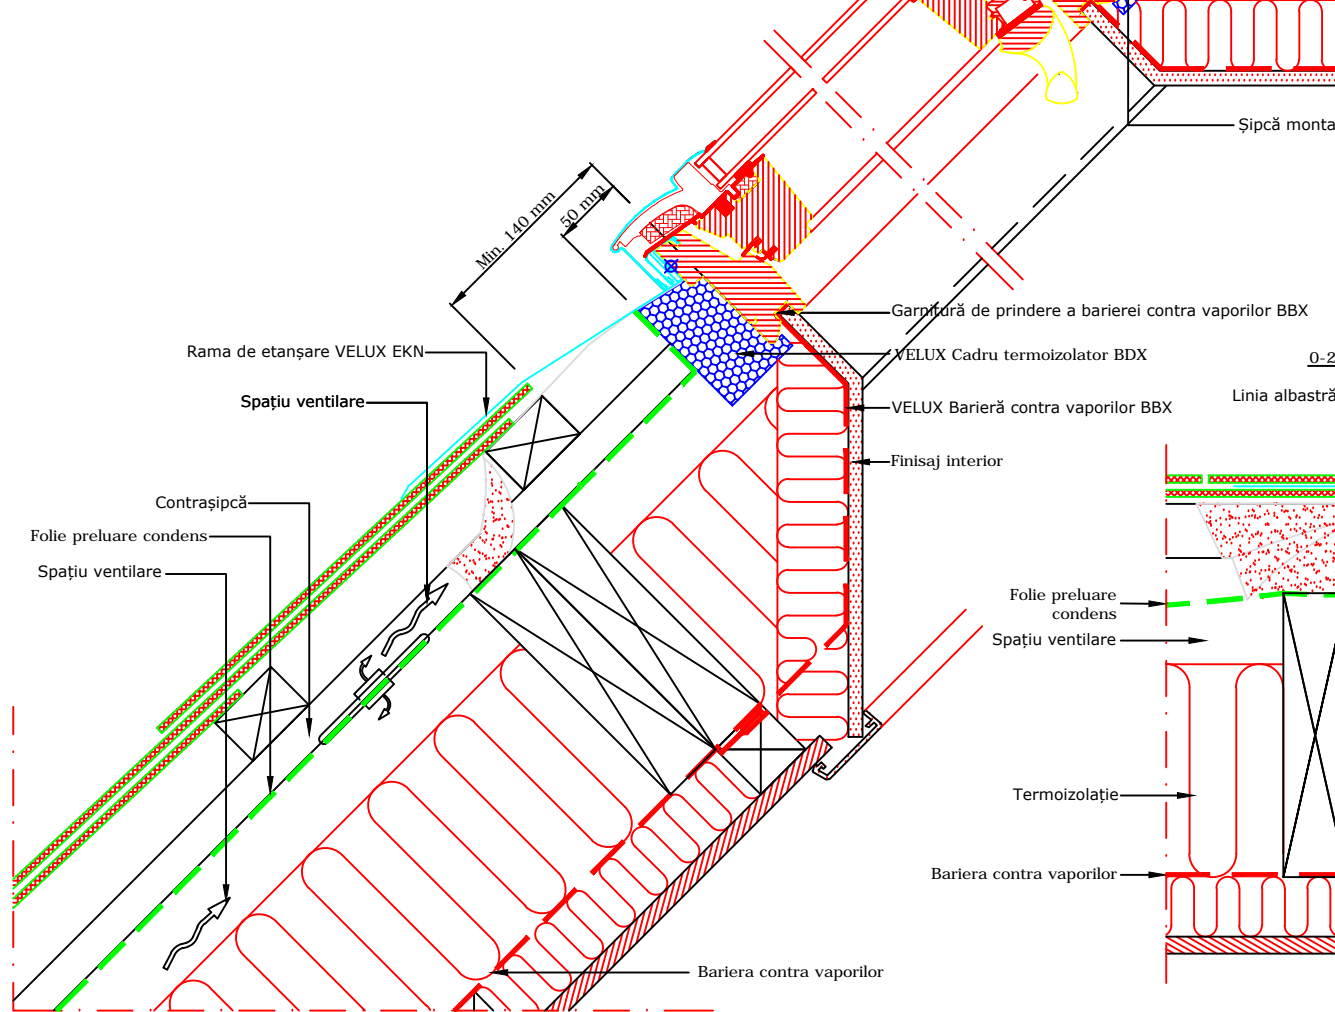 Șipcă monta
Min. 140 mm
50 mm
Garnitură de prindere a barierei contra vaporilor BBX
Rama de etanșare VELUX EKN
VELUX Cadru termoizolator BDX
0-2
Spațiu ventilare
VELUX Barieră contra vaporilor BBX
Linia albastră
Finisaj interior
Contrașipcă
Folie preluare condens
Spațiu ventilare
Folie preluare
condens
Spațiu ventilare
Termoizolație
Bariera contra vaporilor
Bariera contra vaporilor